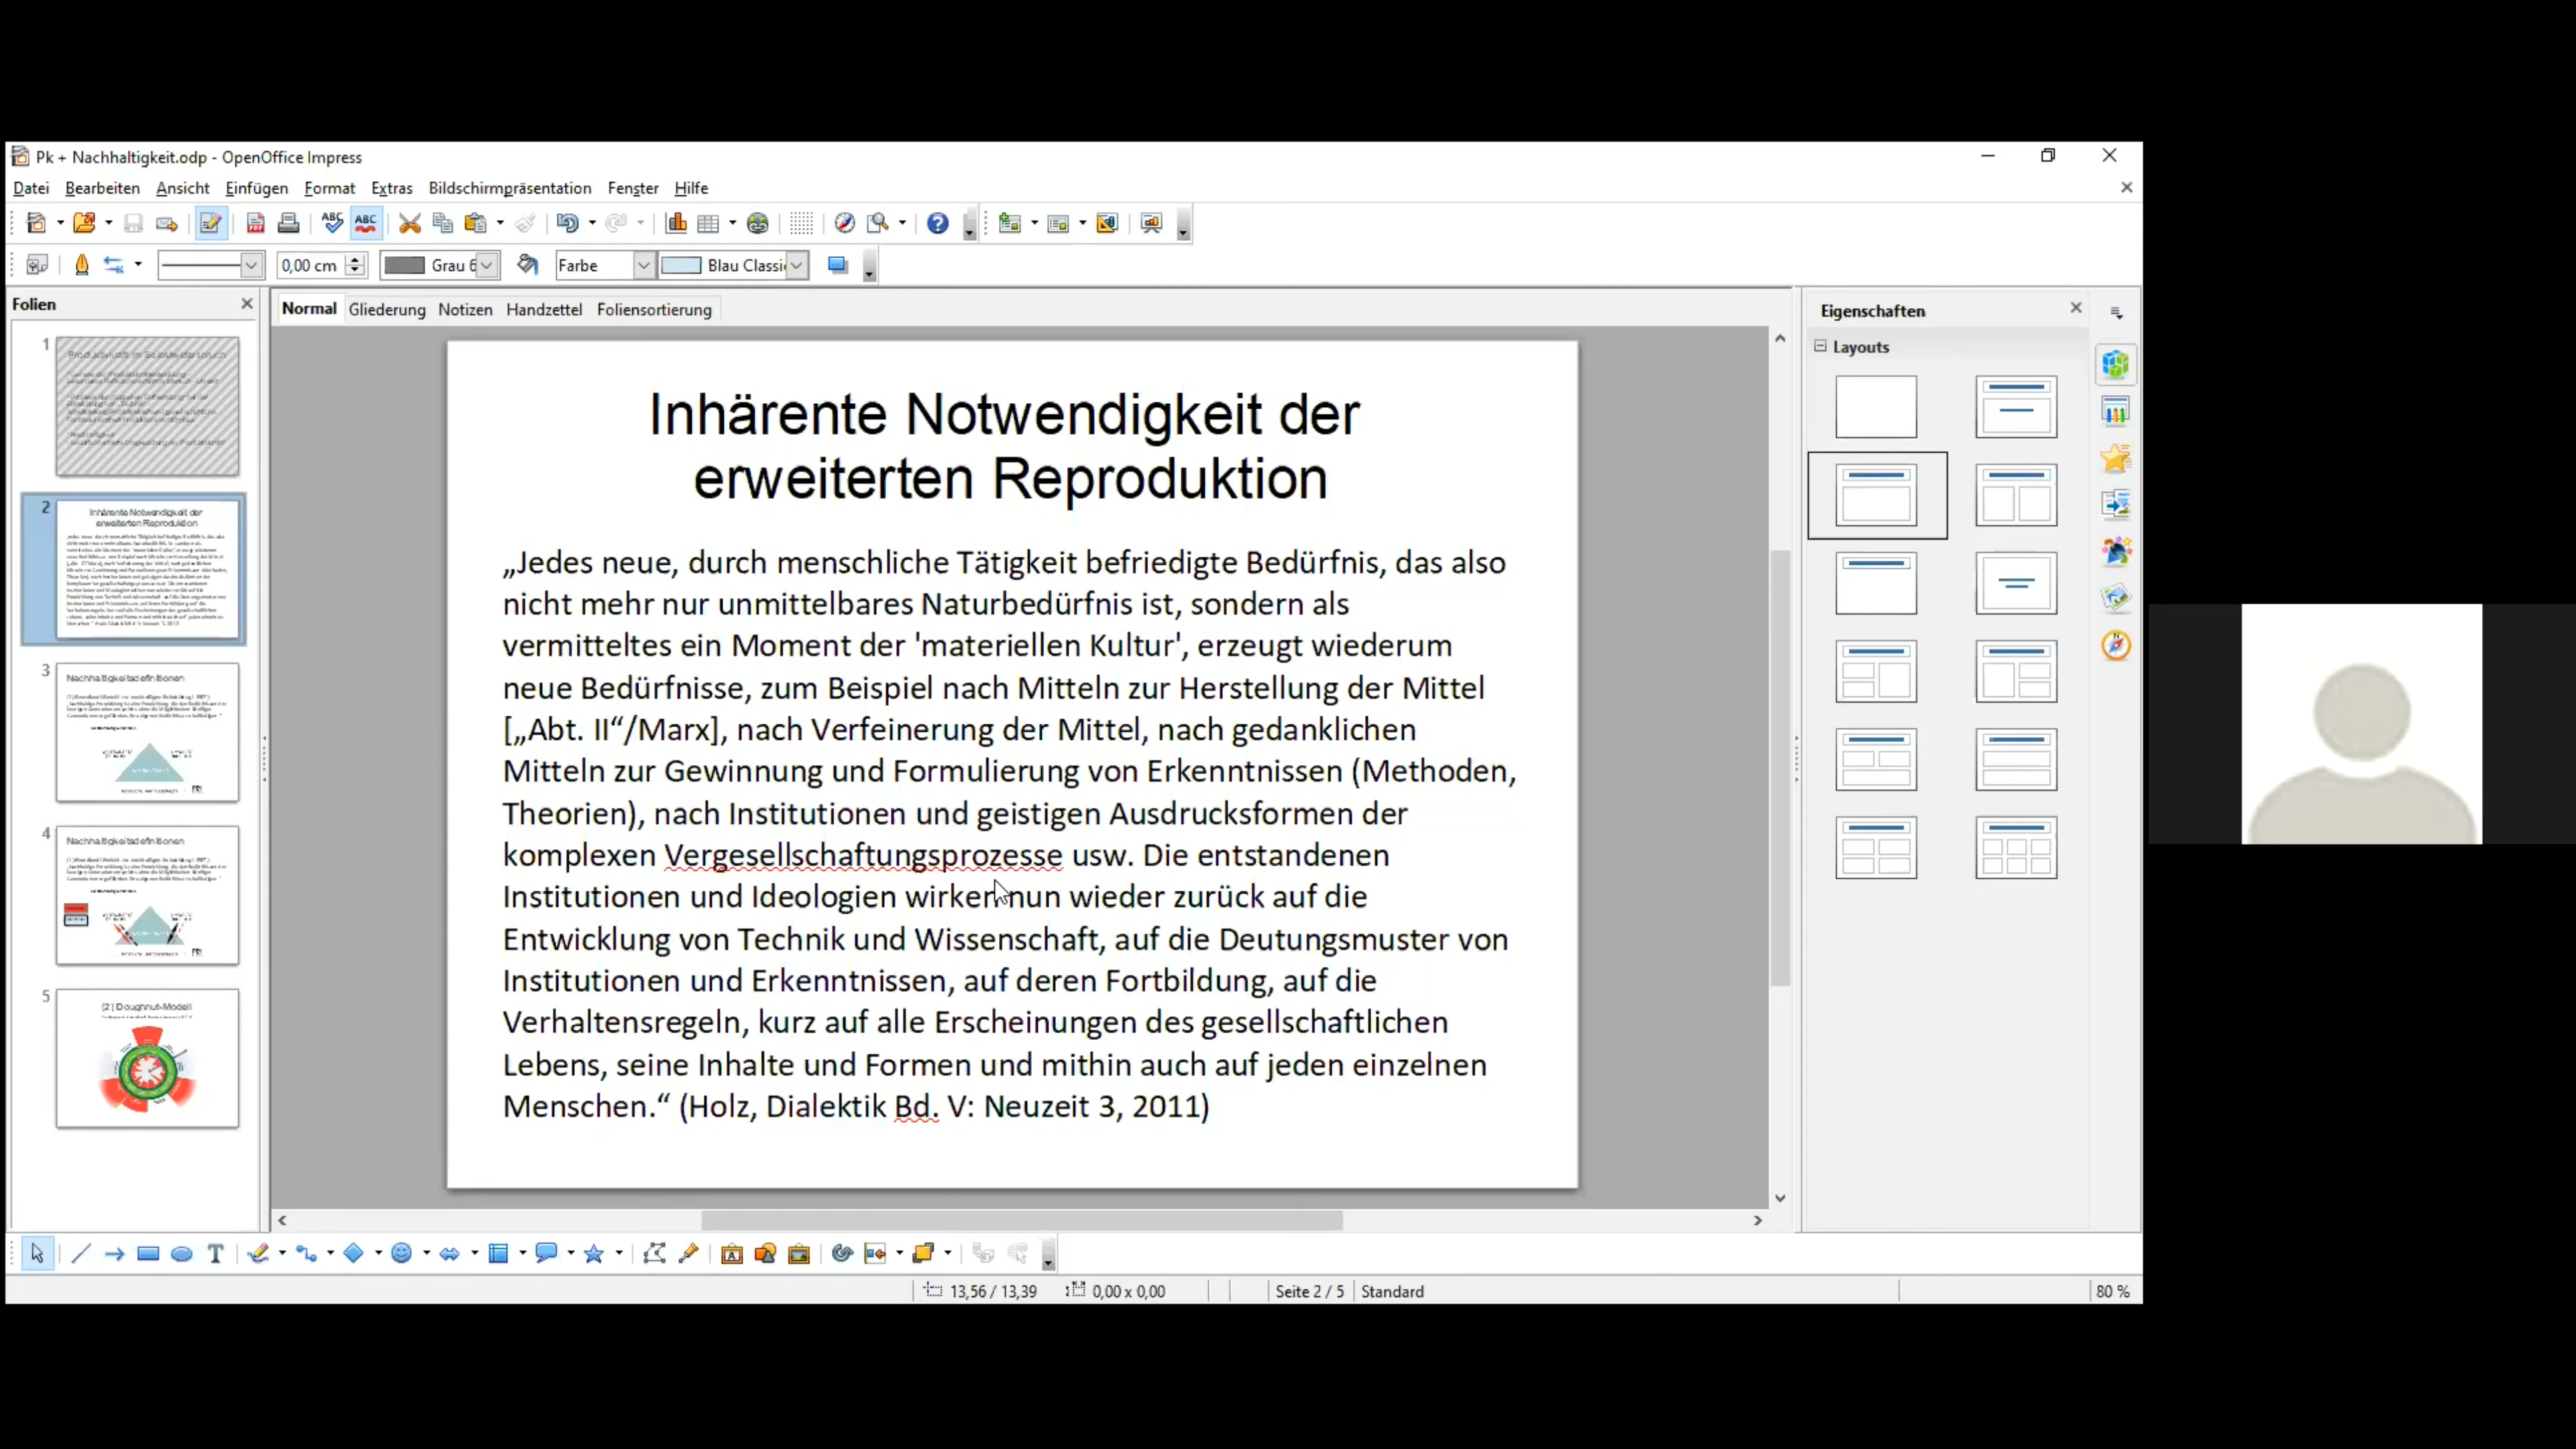 Pk + Nachhaltigkeit.odp - OpenOffice Impress
Datei Bearbeiten Ansicht Einfügen Format Extras Bildschirmpräsentation Fenster Hilfe
0,00 cm Grau 6 Farbe Blau Classi
Folien
Normal Gliederung Notizen Handzettel Foliensortierung
Eigenschaften
Layouts
1
2
Inhärente Notwendigkeit der
erweiterten Reproduktion
3
Nachhaltigkeitsdefinitionen
4
Nachhaltigkeitsdefinitionen
5
(2) Doughnut-Modell
Inhärente Notwendigkeit der
erweiterten Reproduktion
„Jedes neue, durch menschliche Tätigkeit befriedigte Bedürfnis, das also
nicht mehr nur unmittelbares Naturbedürfnis ist, sondern als
vermitteltes ein Moment der 'materiellen Kultur', erzeugt wiederum
neue Bedürfnisse, zum Beispiel nach Mitteln zur Herstellung der Mittel
[„Abt. II“/Marx], nach Verfeinerung der Mittel, nach gedanklichen
Mitteln zur Gewinnung und Formulierung von Erkenntnissen (Methoden,
Theorien), nach Institutionen und geistigen Ausdrucksformen der
komplexen Vergesellschaftungsprozesse usw. Die entstandenen
Institutionen und Ideologien wirken nun wieder zurück auf die
Entwicklung von Technik und Wissenschaft, auf die Deutungsmuster von
Institutionen und Erkenntnissen, auf deren Fortbildung, auf die
Verhaltensregeln, kurz auf alle Erscheinungen des gesellschaftlichen
Lebens, seine Inhalte und Formen und mithin auch auf jeden einzelnen
Menschen.“ (Holz, Dialektik Bd. V: Neuzeit 3, 2011)
13,56 / 13,39 0,00 x 0,00 Seite 2 / 5 Standard 80 %